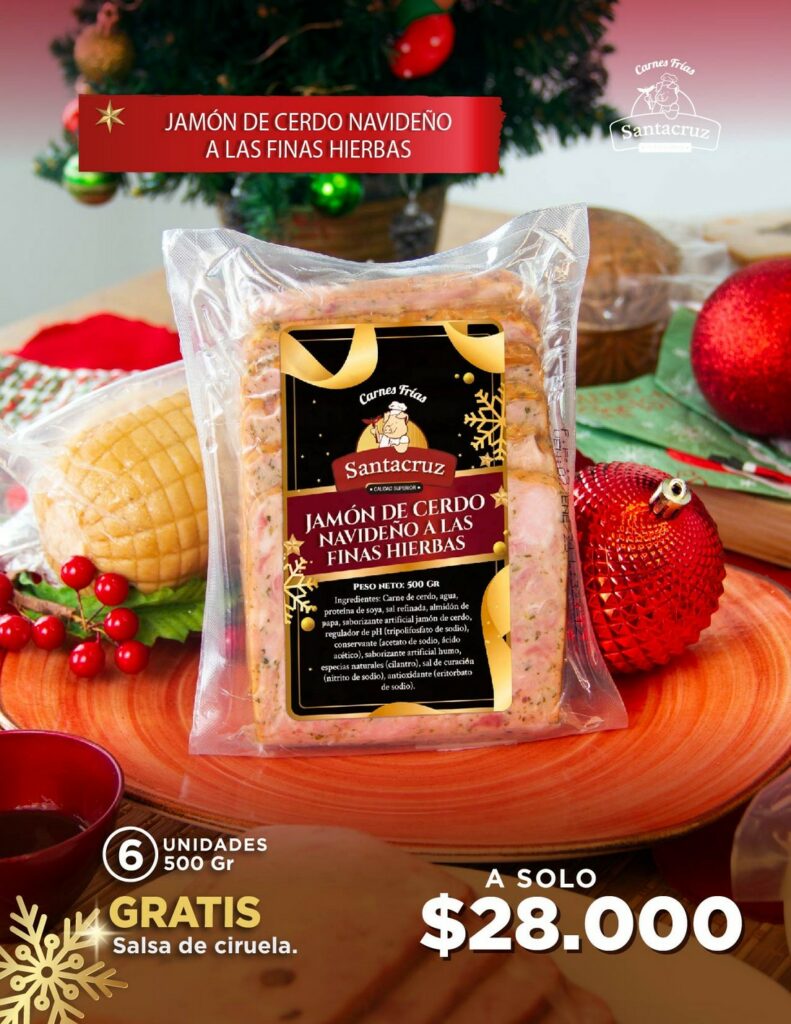 JAMÓN DE CERDO NAVIDEÑO
A LAS FINAS HIERBAS
Carnes Frías
Santacruz
Carnes Frías
Santacruz
CALIDAD SUPERIOR
JAMÓN DE CERDO
NAVIDEÑO A LAS
FINAS HIERBAS
PESO NETO: 500 GR
Ingredientes: Carne de cerdo, agua,
proteína de soya, sal refinada, almidón de
papa, saborizante artificial jamón de cerdo,
regulador de pH (tripolifosfato de sodio),
conservante (acetato de sodio, ácido
acético), saborizante artificial humo,
especias naturales (cilantro), sal de curación
(nitrito de sodio), antioxidante (eritorbato
de sodio).
6 UNIDADES
500 Gr
GRATIS
Salsa de ciruela.
A SOLO
$28.000